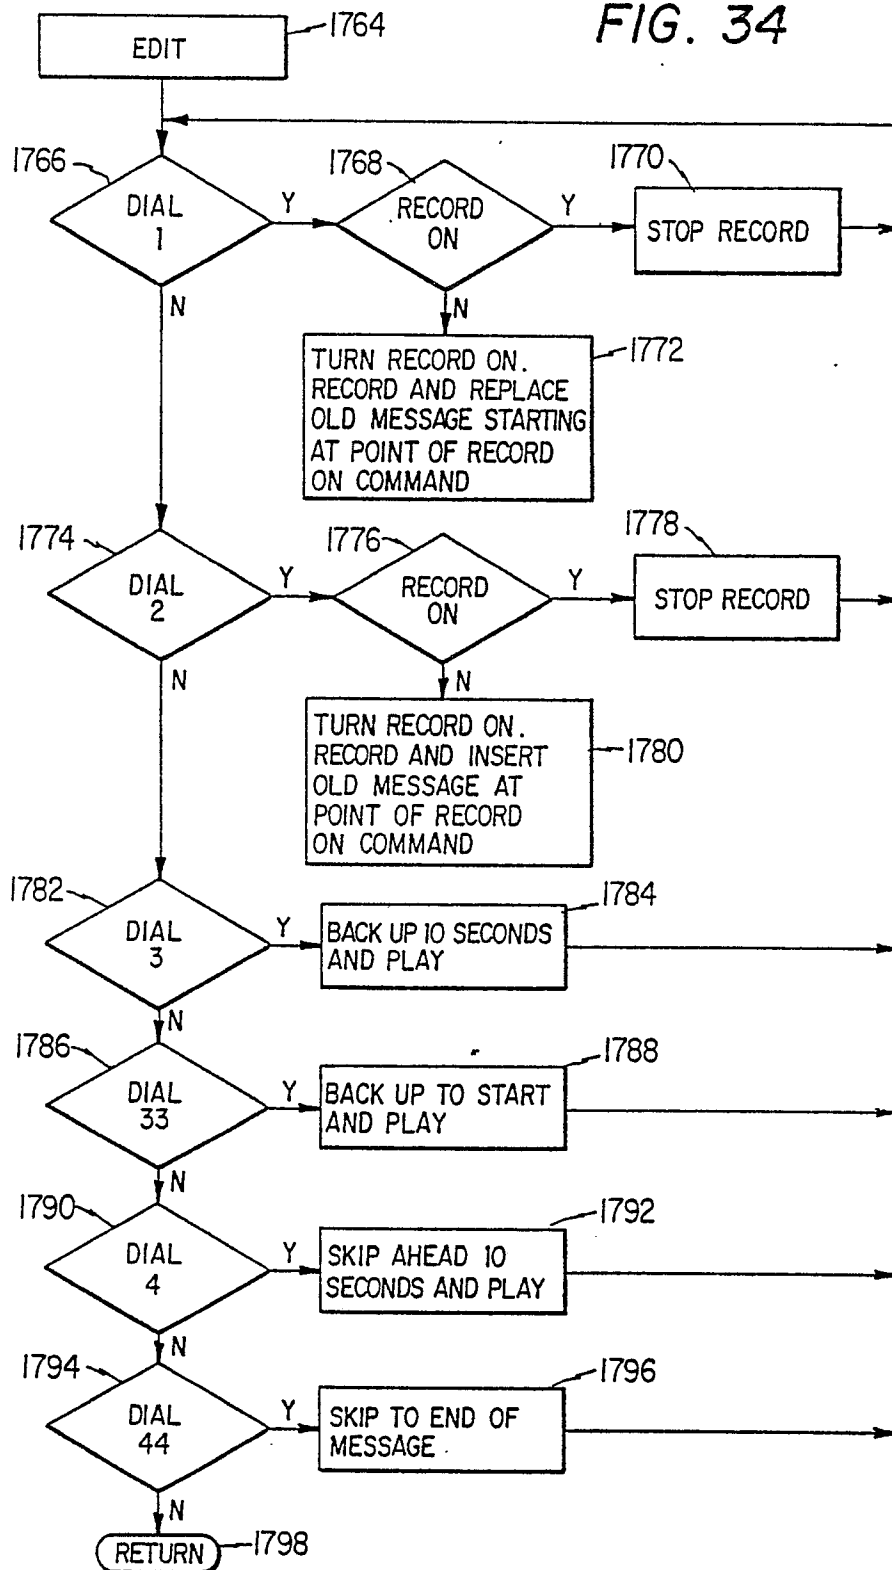 FIG. 34
EDIT
1764
1766
DIAL
1
Y
N
1768
RECORD
ON
Y
N
1770
STOP RECORD
TURN RECORD ON.
RECORD AND REPLACE
OLD MESSAGE STARTING
AT POINT OF RECORD
ON COMMAND
1772
1774
DIAL
2
Y
N
1776
RECORD
ON
Y
N
1778
STOP RECORD
TURN RECORD ON.
RECORD AND INSERT
OLD MESSAGE AT
POINT OF RECORD
ON COMMAND
1780
1782
DIAL
3
Y
N
1784
BACK UP 10 SECONDS
AND PLAY
1786
DIAL
33
Y
N
1788
BACK UP TO START
AND PLAY
1790
DIAL
4
Y
N
1792
SKIP AHEAD 10
SECONDS AND PLAY
1794
DIAL
44
Y
N
1796
SKIP TO END OF
MESSAGE
RETURN
1798